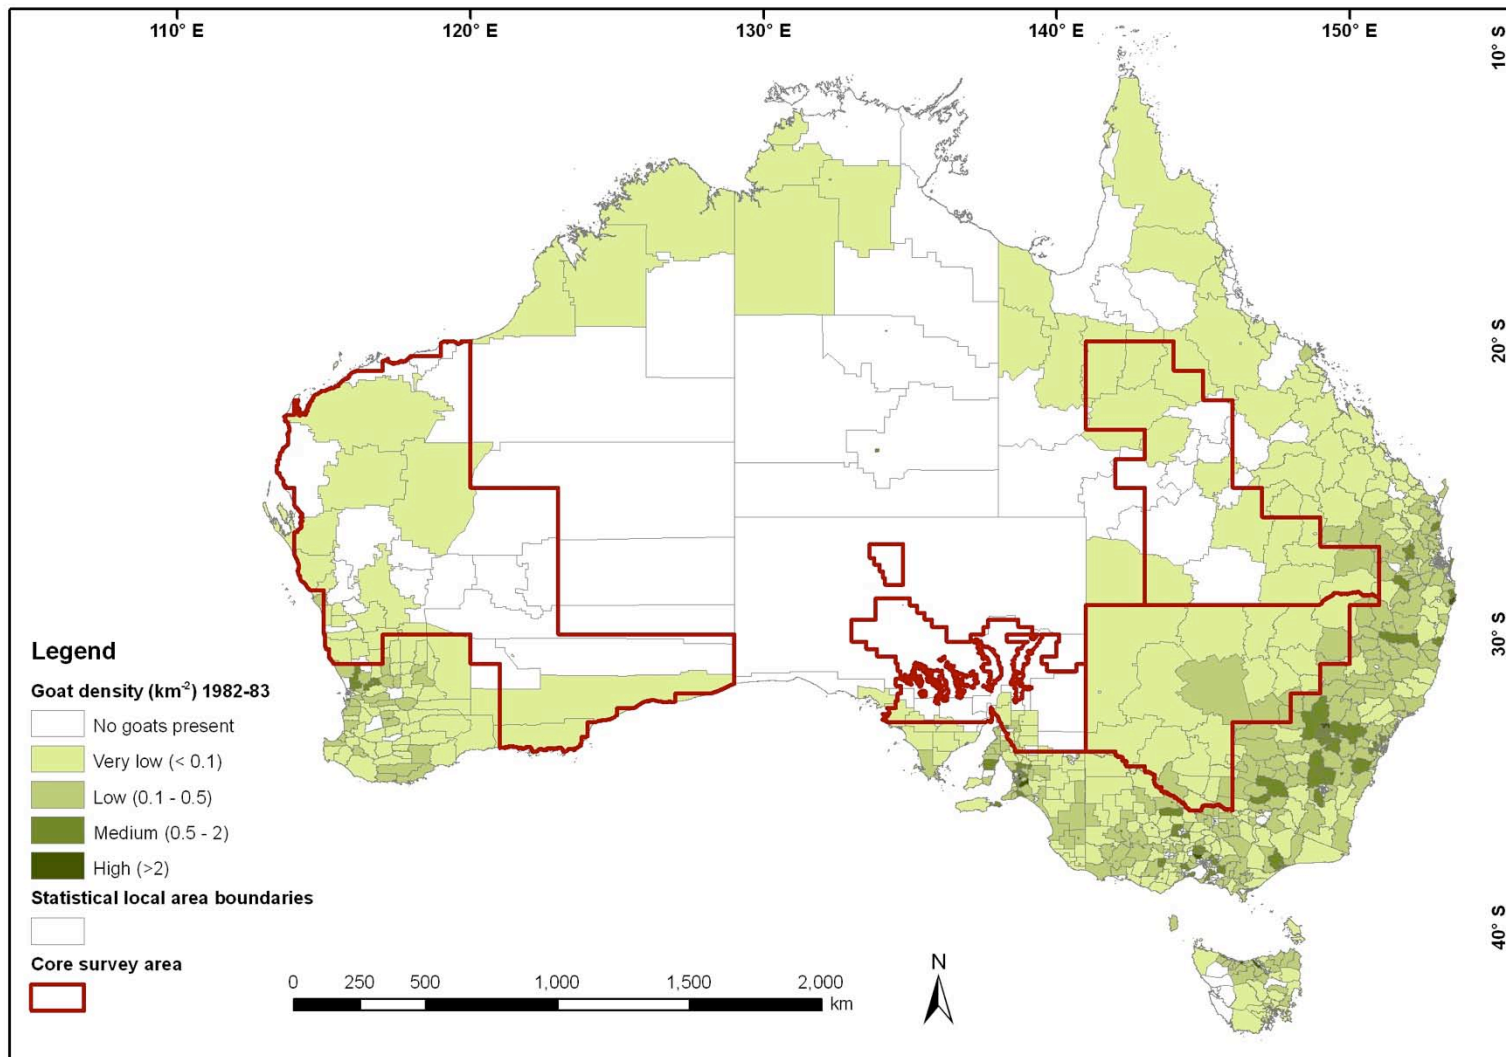 110° E 120° E 130° E 140° E 150° E
10° S
20° S
30° S
40° S
Legend
Goat density (km⁻²) 1982-83
No goats present
Very low (< 0.1)
Low (0.1 - 0.5)
Medium (0.5 - 2)
High (>2)
Statistical local area boundaries
Core survey area
0 250 500 1,000 1,500 2,000
km
N